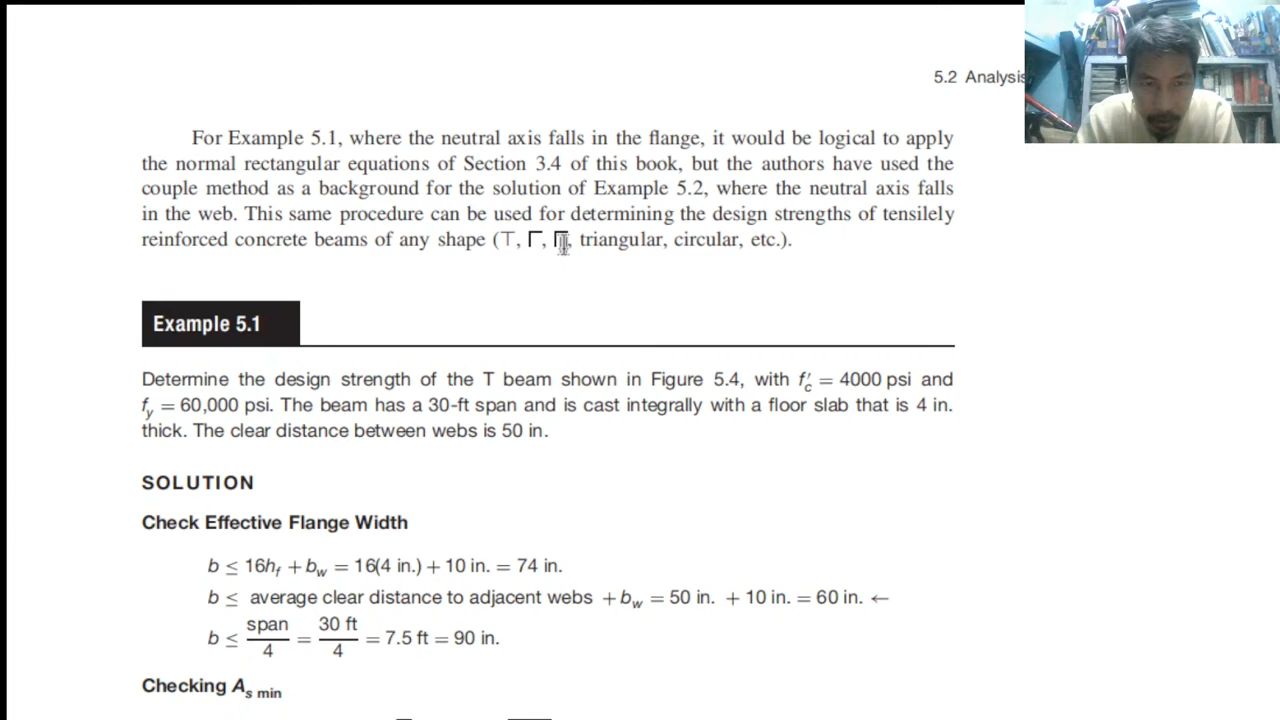 5.2 Analysis
For Example 5.1, where the neutral axis falls in the flange, it would be logical to apply
the normal rectangular equations of Section 3.4 of this book, but the authors have used the
couple method as a background for the solution of Example 5.2, where the neutral axis falls
in the web. This same procedure can be used for determining the design strengths of tensilely
reinforced concrete beams of any shape (⊤, Γ, Π, triangular, circular, etc.).
Example 5.1
Determine the design strength of the T beam shown in Figure 5.4, with f′c = 4000 psi and
fy = 60,000 psi. The beam has a 30-ft span and is cast integrally with a floor slab that is 4 in.
thick. The clear distance between webs is 50 in.
SOLUTION
Check Effective Flange Width
b ≤ 16hf + bw = 16(4 in.) + 10 in. = 74 in.
b ≤ average clear distance to adjacent webs + bw = 50 in. + 10 in. = 60 in. ←
b ≤ span/4 = 30 ft/4 = 7.5 ft = 90 in.
Checking As min